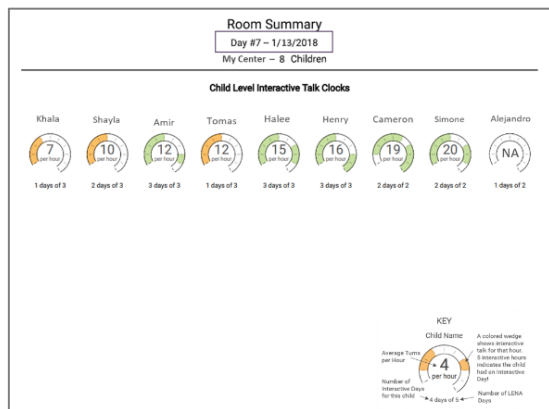 Room Summary
Day #7 – 1/13/2018
My Center – 8 Children
Child Level Interactive Talk Clocks
Khala Shayla Amir Tomas Halee Henry Cameron Simone Alejandro
7 10 12 12 15 16 19 20 NA
per hour per hour per hour per hour per hour per hour per hour per hour
1 days of 3 2 days of 3 3 days of 3 1 days of 3 3 days of 3 3 days of 3 2 days of 2 2 days of 2 1 days of 2
KEY
Child Name
A colored wedge
shows interactive
talk for that hour.
5 interactive hours
indicates the child
had an Interactive
Day!
Average Turns
per Hour
4
per hour
Number of
Interactive Days
for this child
4 days of 5
Number of LENA
Days